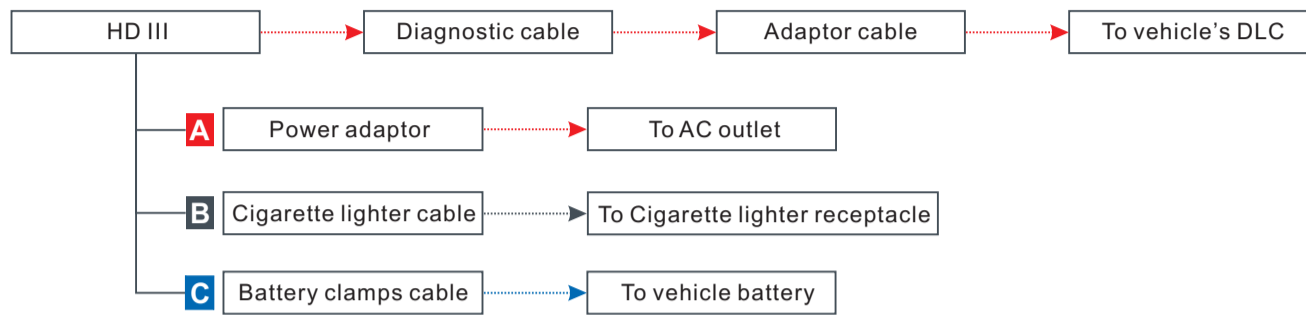 HD III
Diagnostic cable
Adaptor cable
To vehicle's DLC
A
Power adaptor
To AC outlet
B
Cigarette lighter cable
To Cigarette lighter receptacle
C
Battery clamps cable
To vehicle battery